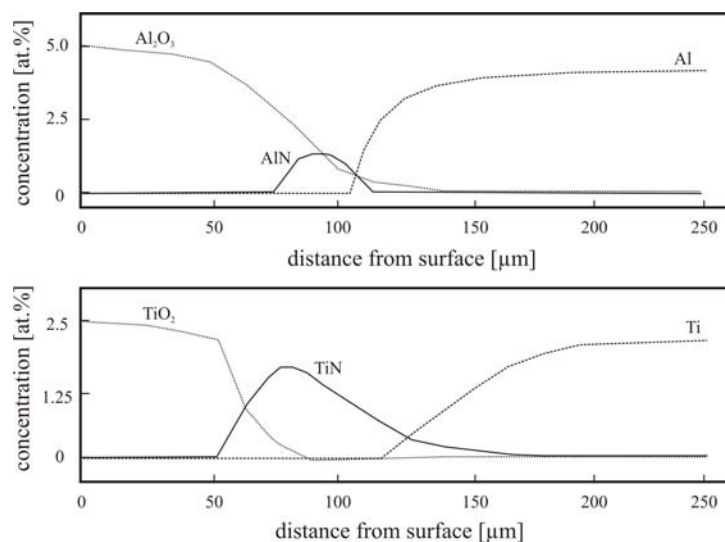 concentration [at.%]
5.0
2.5
0
Al₂O₃
AlN
Al
0
50
100
150
200
250
distance from surface [µm]
concentration [at.%]
2.5
1.25
0
TiO₂
TiN
Ti
0
50
100
150
200
250
distance from surface [µm]